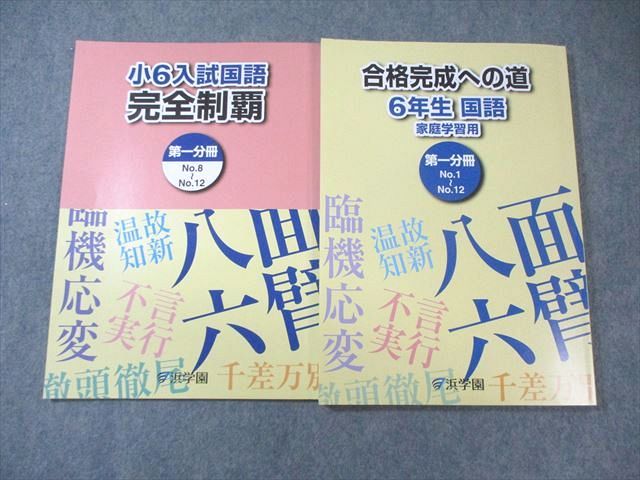 小6入試国語
完全制覇
第一分冊
No.8
~
No.12
臨機応変
温故
知新
八面
六臂
不言
実行
徹頭徹尾
千差万別
浜学園
合格完成への道
6年生 国語
家庭学習用
第一分冊
No.1
~
No.12
臨機応変
温故
知新
八面
六臂
不言
実行
徹頭徹尾
千差万別
浜学園